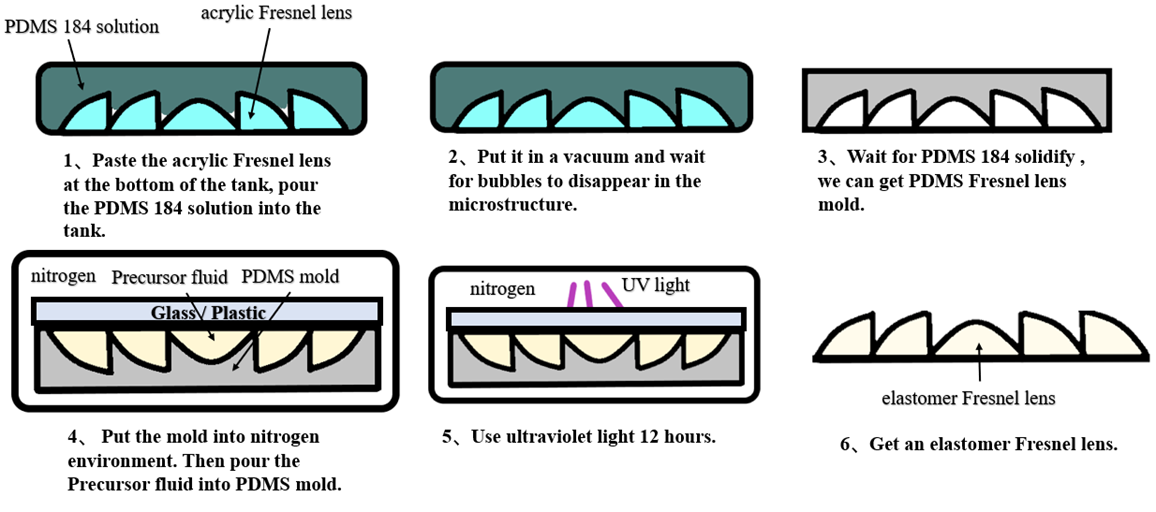 PDMS 184 solution
acrylic Fresnel lens
1、Paste the acrylic Fresnel lens
at the bottom of the tank, pour
the PDMS 184 solution into the
tank.
2、Put it in a vacuum and wait
for bubbles to disappear in the
microstructure.
3、Wait for PDMS 184 solidify ,
we can get PDMS Fresnel lens
mold.
nitrogen
Precursor fluid
PDMS mold
Glass / Plastic
4、 Put the mold into nitrogen
environment. Then pour the
Precursor fluid into PDMS mold.
nitrogen
UV light
5、Use ultraviolet light 12 hours.
elastomer Fresnel lens
6、Get an elastomer Fresnel lens.